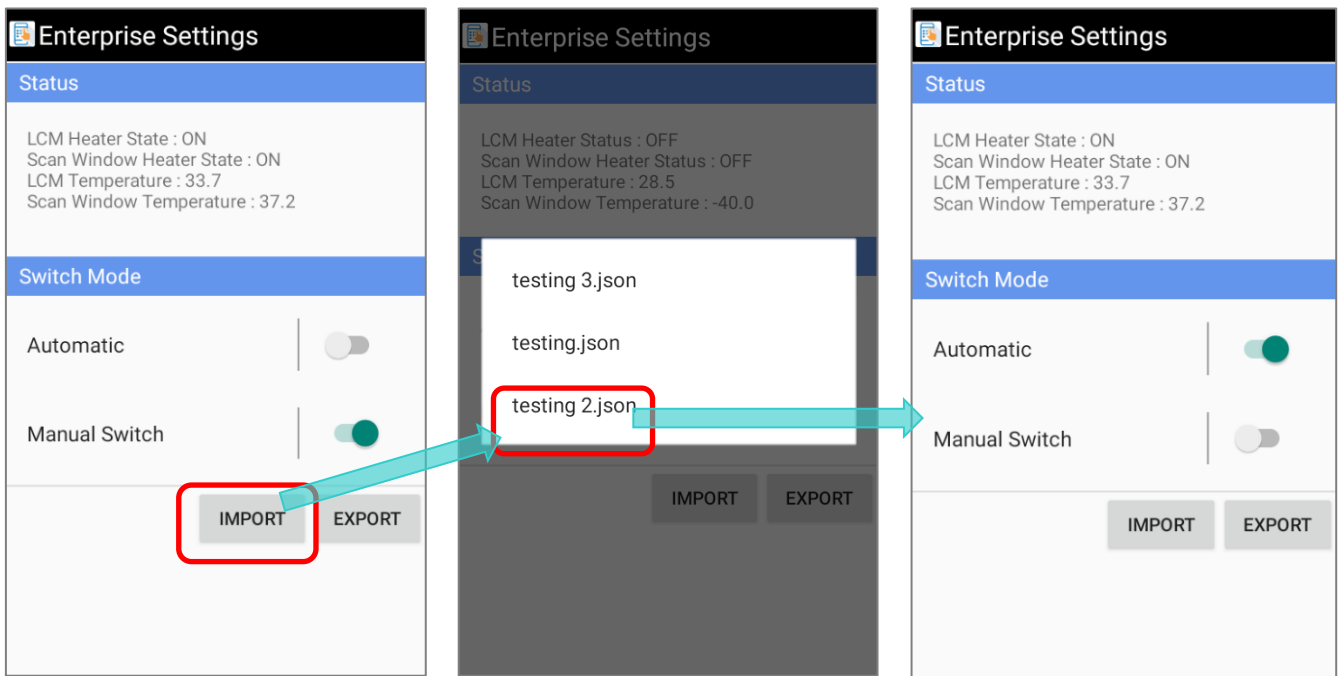 Enterprise Settings
Status
LCM Heater State : ON
Scan Window Heater State : ON
LCM Temperature : 33.7
Scan Window Temperature : 37.2
Switch Mode
Automatic
Manual Switch
IMPORT
EXPORT
Enterprise Settings
Status
LCM Heater Status : OFF
Scan Window Heater Status : OFF
LCM Temperature : 28.5
Scan Window Temperature : -40.0
S
testing 3.json
testing.json
testing 2.json
IMPORT
EXPORT
Enterprise Settings
Status
LCM Heater State : ON
Scan Window Heater State : ON
LCM Temperature : 33.7
Scan Window Temperature : 37.2
Switch Mode
Automatic
Manual Switch
IMPORT
EXPORT